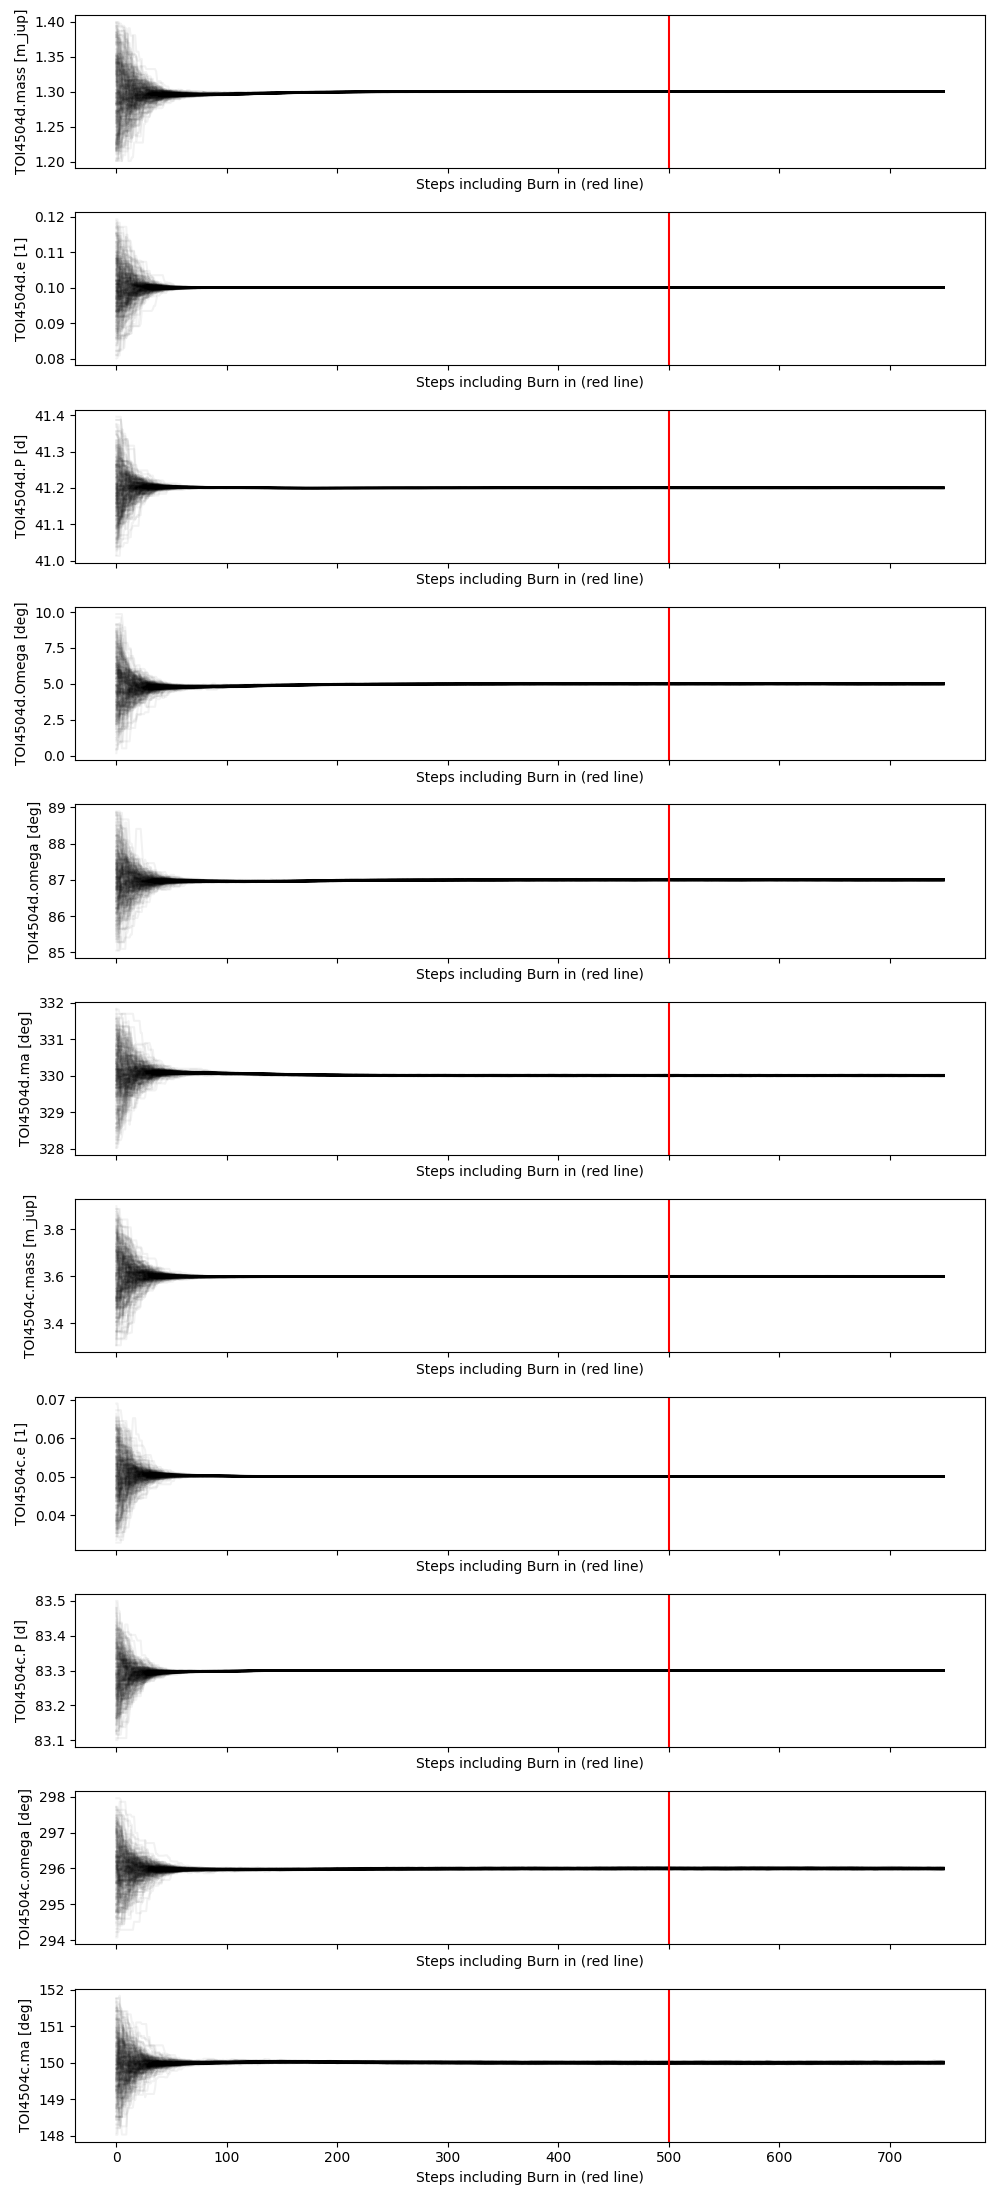 TOI4504d.mass [m_jup]
1.40
1.35
1.30
1.25
1.20
Steps including Burn in (red line)
TOI4504d.e [1]
0.12
0.11
0.10
0.09
0.08
Steps including Burn in (red line)
TOI4504d.P [d]
41.4
41.3
41.2
41.1
41.0
Steps including Burn in (red line)
TOI4504d.Omega [deg]
10.0
7.5
5.0
2.5
0.0
Steps including Burn in (red line)
TOI4504d.omega [deg]
89
88
87
86
85
Steps including Burn in (red line)
TOI4504d.ma [deg]
332
331
330
329
328
Steps including Burn in (red line)
TOI4504c.mass [m_jup]
3.8
3.6
3.4
Steps including Burn in (red line)
TOI4504c.e [1]
0.07
0.06
0.05
0.04
Steps including Burn in (red line)
TOI4504c.P [d]
83.5
83.4
83.3
83.2
83.1
Steps including Burn in (red line)
TOI4504c.omega [deg]
298
297
296
295
294
Steps including Burn in (red line)
TOI4504c.ma [deg]
152
151
150
149
148
0 100 200 300 400 500 600 700
Steps including Burn in (red line)